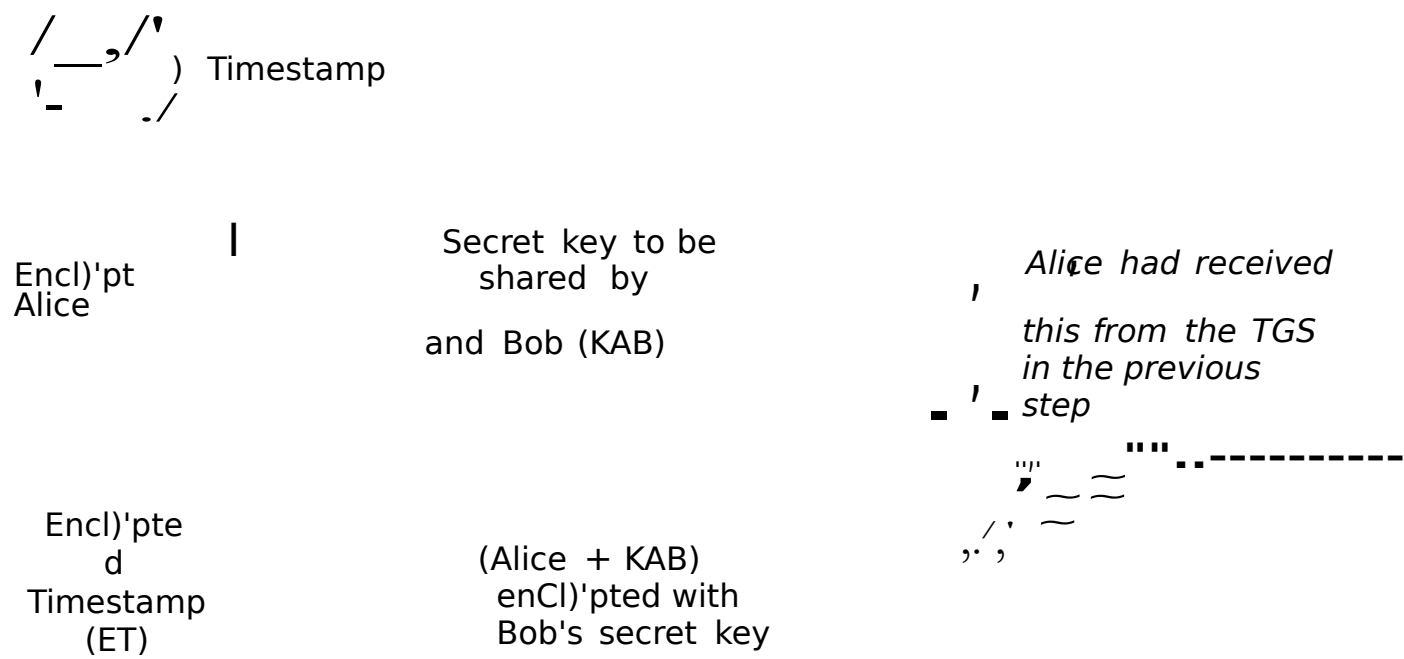 /__,/'
) Timestamp
'- ./
|
Encl)'pt
Alice
Secret key to be
shared by
and Bob (KAB)
Alice had received
,
this from the TGS
in the previous
- ' - step
"".. ----------
Encl)'pte
d
Timestamp
(ET)
(Alice + KAB)
enCl)'pted with
Bob's secret key